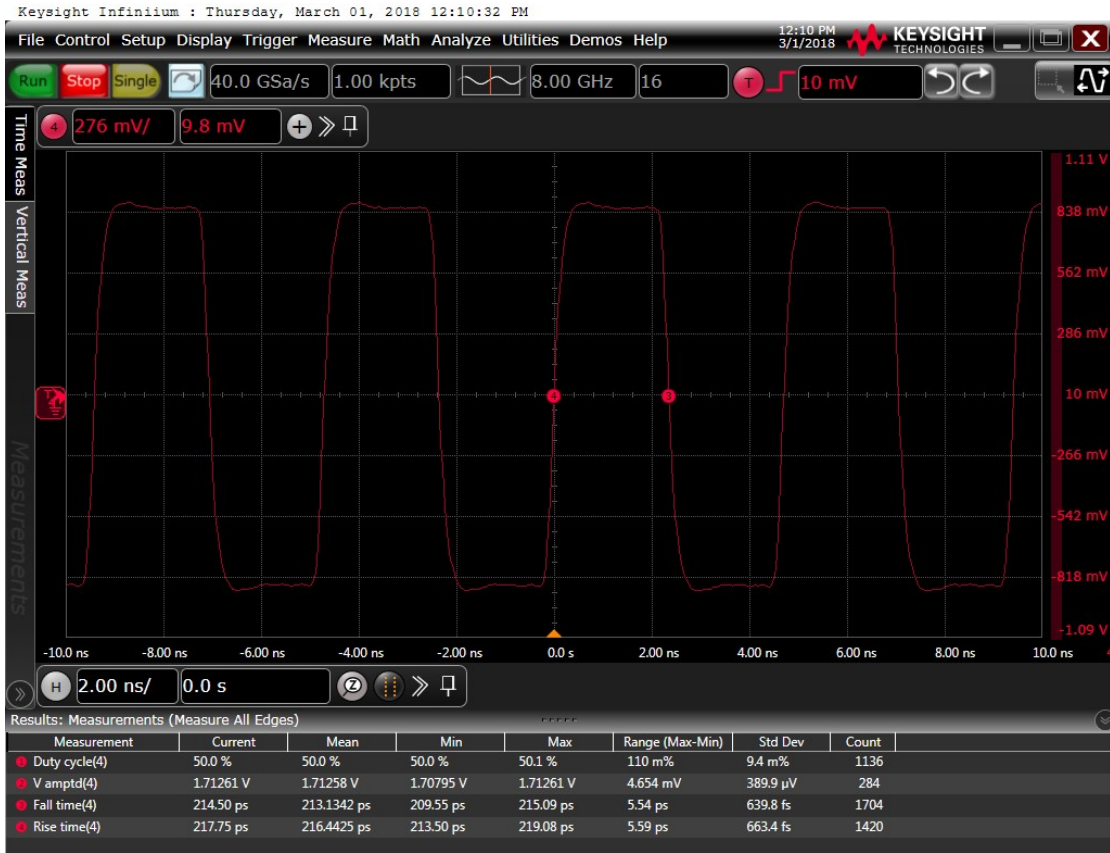 Keysight Infiniium : Thursday, March 01, 2018 12:10:32 PM
File Control Setup Display Trigger Measure Math Analyze Utilities Demos Help
12:10 PM
3/1/2018
KEYSIGHT
TECHNOLOGIES
Run Stop Single 40.0 GSa/s 1.00 kpts 8.00 GHz 16 T 10 mV
4 276 mV/ 9.8 mV
Time Meas
Vertical Meas
Measurements
1.11 V
838 mV
562 mV
286 mV
10 mV
-266 mV
-542 mV
-818 mV
-1.09 V
T
4 3
-10.0 ns -8.00 ns -6.00 ns -4.00 ns -2.00 ns 0.0 s 2.00 ns 4.00 ns 6.00 ns 8.00 ns 10.0 ns
H 2.00 ns/ 0.0 s Z
Results: Measurements (Measure All Edges)
Measurement Current Mean Min Max Range (Max-Min) Std Dev Count
1 Duty cycle(4) 50.0 % 50.0 % 50.0 % 50.1 % 110 m% 9.4 m% 1136
2 V amptd(4) 1.71261 V 1.71258 V 1.70795 V 1.71261 V 4.654 mV 389.9 µV 284
3 Fall time(4) 214.50 ps 213.1342 ps 209.55 ps 215.09 ps 5.54 ps 639.8 fs 1704
4 Rise time(4) 217.75 ps 216.4425 ps 213.50 ps 219.08 ps 5.59 ps 663.4 fs 1420